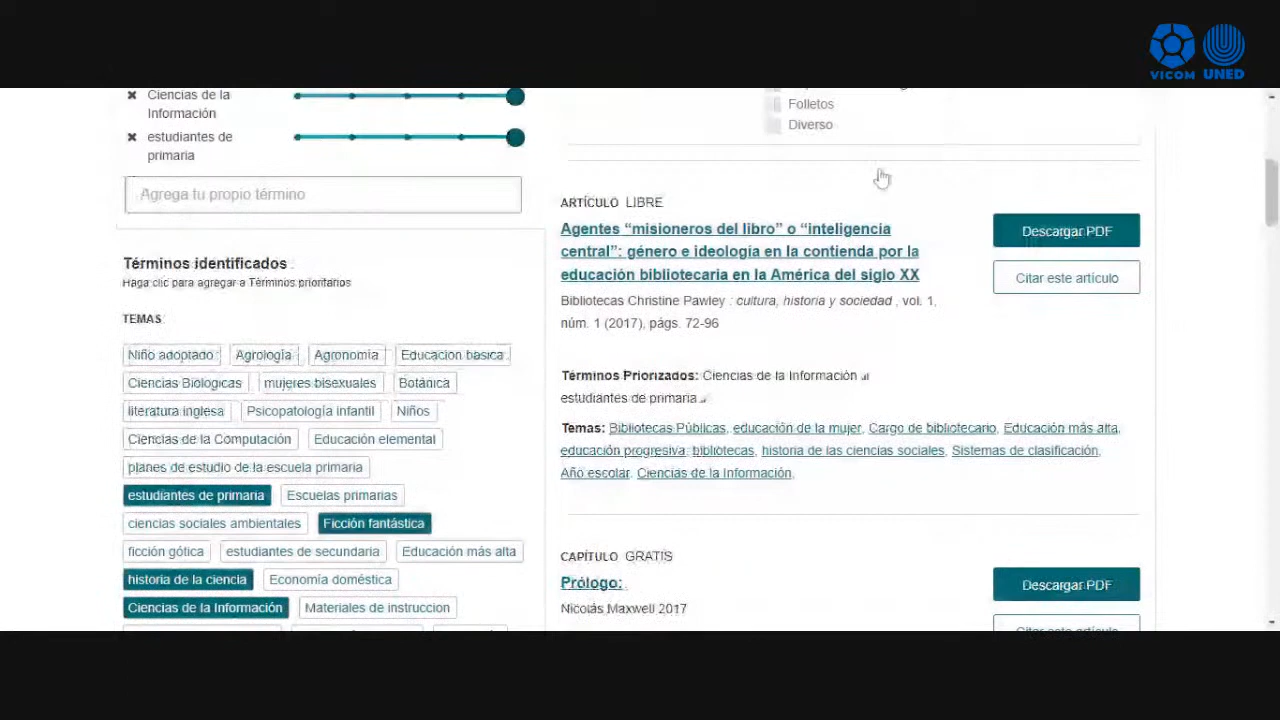 VICOM UNED
Ciencias de la
Información
estudiantes de
primaria
Agrega tu propio término
Términos identificados
Haga clic para agregar a Términos prioritarios
TEMAS
Niño adoptado
Agrología
Agronomía
Educacion basica
Ciencias Biologicas
mujeres bisexuales
Botánica
literatura inglesa
Psicopatología infantil
Niños
Ciencias de la Computación
Educación elemental
planes de estudio de la escuela primaria
estudiantes de primaria
Escuelas primarias
ciencias sociales ambientales
Ficción fantástica
ficción gótica
estudiantes de secundaria
Educación más alta
historia de la ciencia
Economía doméstica
Ciencias de la Información
Materiales de instruccion
Folletos
Diverso
ARTÍCULO LIBRE
Agentes “misioneros del libro” o “inteligencia
central”: género e ideología en la contienda por la
educación bibliotecaria en la América del siglo XX
Bibliotecas Christine Pawley : cultura, historia y sociedad , vol. 1,
núm. 1 (2017), págs. 72-96
Descargar PDF
Citar este artículo
Términos Priorizados: Ciencias de la Información
estudiantes de primaria
Temas: Bibliotecas Públicas, educación de la mujer, Cargo de bibliotecario, Educación más alta,
educación progresiva, bibliotecas, historia de las ciencias sociales, Sistemas de clasificación,
Año escolar, Ciencias de la Información,
CAPÍTULO GRATIS
Prólogo:
Nicolás Maxwell 2017
Descargar PDF
Citar este artículo